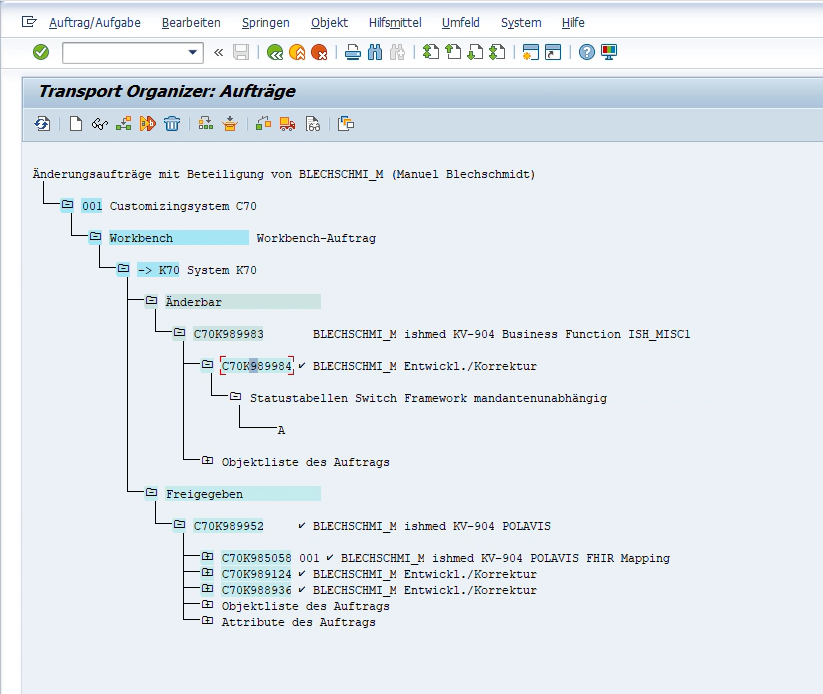 Auftrag/Aufgabe Bearbeiten Springen Objekt Hilfsmittel Umfeld System Hilfe
Transport Organizer: Aufträge
Änderungsaufträge mit Beteiligung von BLECHSCHMI_M (Manuel Blechschmidt)
001 Customizingsystem C70
Workbench Workbench-Auftrag
-> K70 System K70
Änderbar
C70K989983 BLECHSCHMI_M ishmed KV-904 Business Function ISH_MISC1
C70K989984 ✔ BLECHSCHMI_M Entwickl./Korrektur
Statustabellen Switch Framework mandantenunabhängig
A
Objektliste des Auftrags
Freigegeben
C70K989952 ✔ BLECHSCHMI_M ishmed KV-904 POLAVIS
C70K985058 001 ✔ BLECHSCHMI_M ishmed KV-904 POLAVIS FHIR Mapping
C70K989124 ✔ BLECHSCHMI_M Entwickl./Korrektur
C70K988936 ✔ BLECHSCHMI_M Entwickl./Korrektur
Objektliste des Auftrags
Attribute des Auftrags